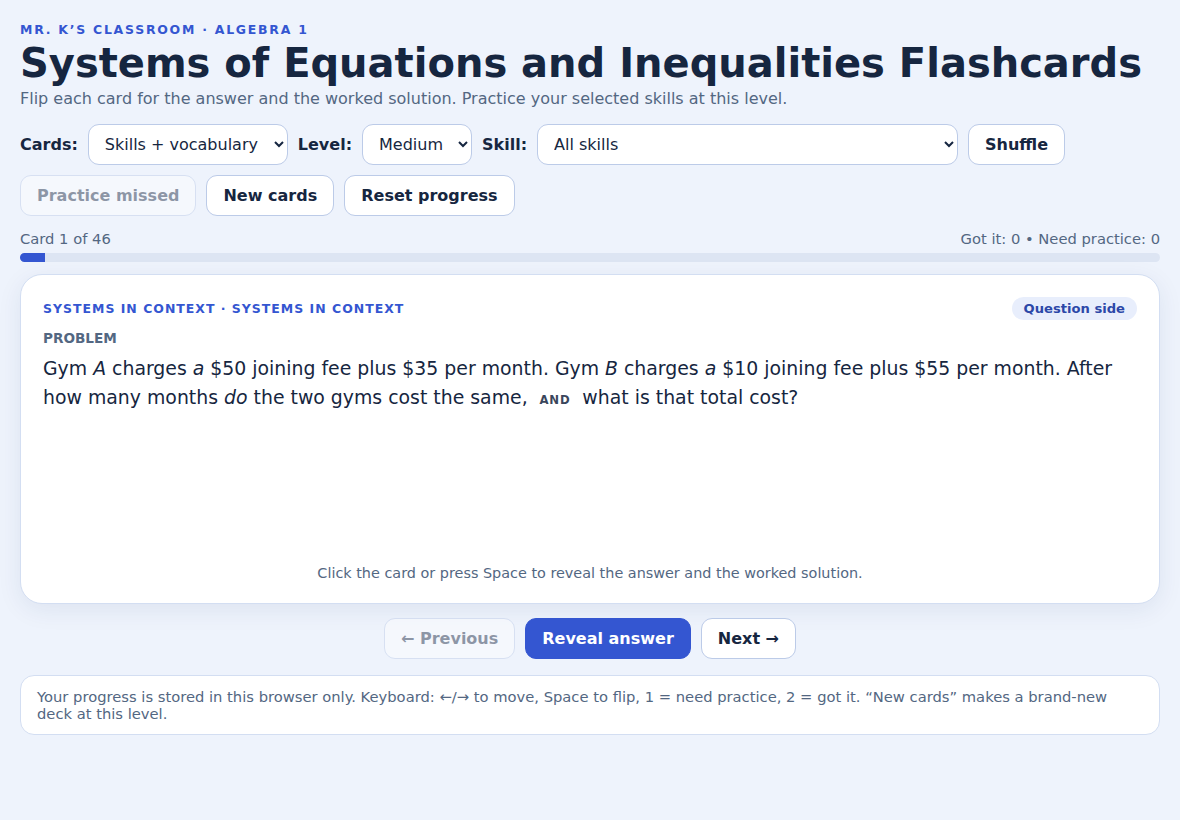 MR. K'S CLASSROOM · ALGEBRA 1
Systems of Equations and Inequalities Flashcards
Flip each card for the answer and the worked solution. Practice your selected skills at this level.
Cards: Skills + vocabulary Level: Medium Skill: All skills Shuffle
Practice missed New cards Reset progress
Card 1 of 46 Got it: 0 • Need practice: 0
SYSTEMS IN CONTEXT · SYSTEMS IN CONTEXT Question side
PROBLEM
Gym A charges a $50 joining fee plus $35 per month. Gym B charges a $10 joining fee plus $55 per month. After
how many months do the two gyms cost the same, AND what is that total cost?
Click the card or press Space to reveal the answer and the worked solution.
← Previous Reveal answer Next →
Your progress is stored in this browser only. Keyboard: ←/→ to move, Space to flip, 1 = need practice, 2 = got it. “New cards” makes a brand-new
deck at this level.